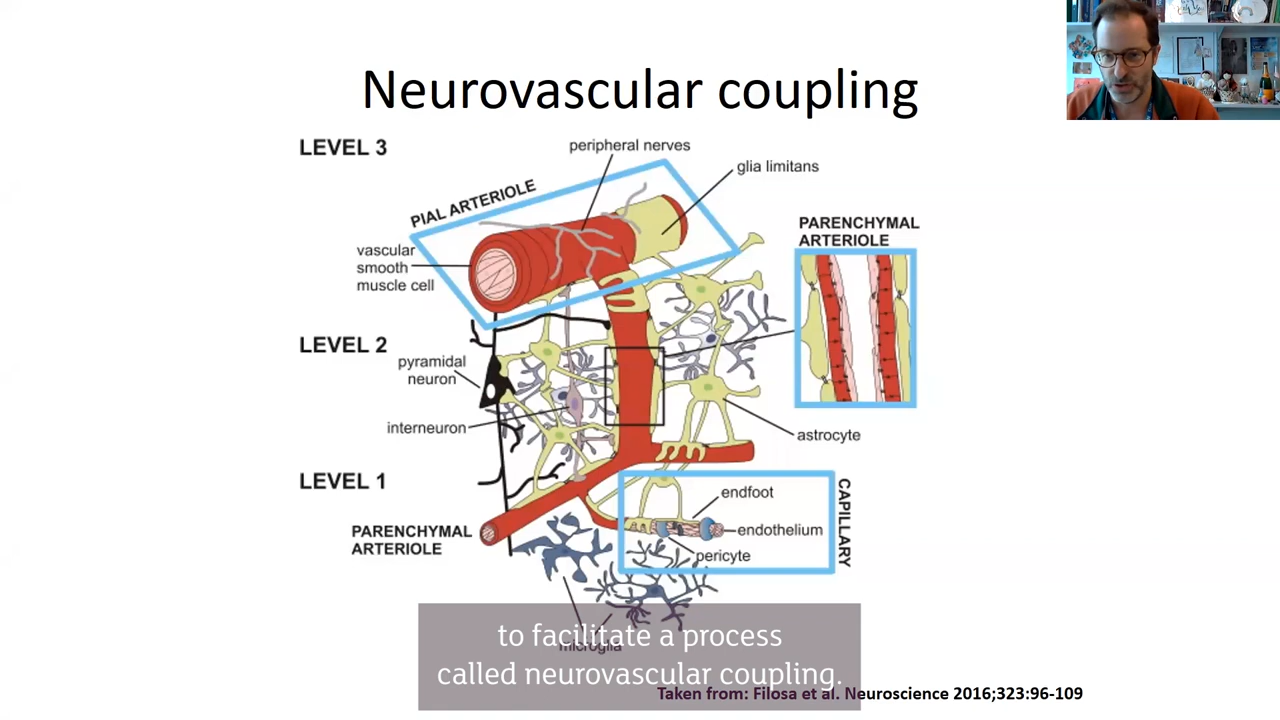 Neurovascular coupling
LEVEL 3
peripheral nerves
glia limitans
PIAL ARTERIOLE
PARENCHYMAL
ARTERIOLE
vascular
smooth
muscle cell
LEVEL 2
pyramidal
neuron
interneuron
astrocyte
LEVEL 1
endfoot
CAPILLARY
PARENCHYMAL
ARTERIOLE
endothelium
pericyte
microglia
to facilitate a process
called neurovascular coupling.
Taken from: Filosa et al. Neuroscience 2016;323:96-109